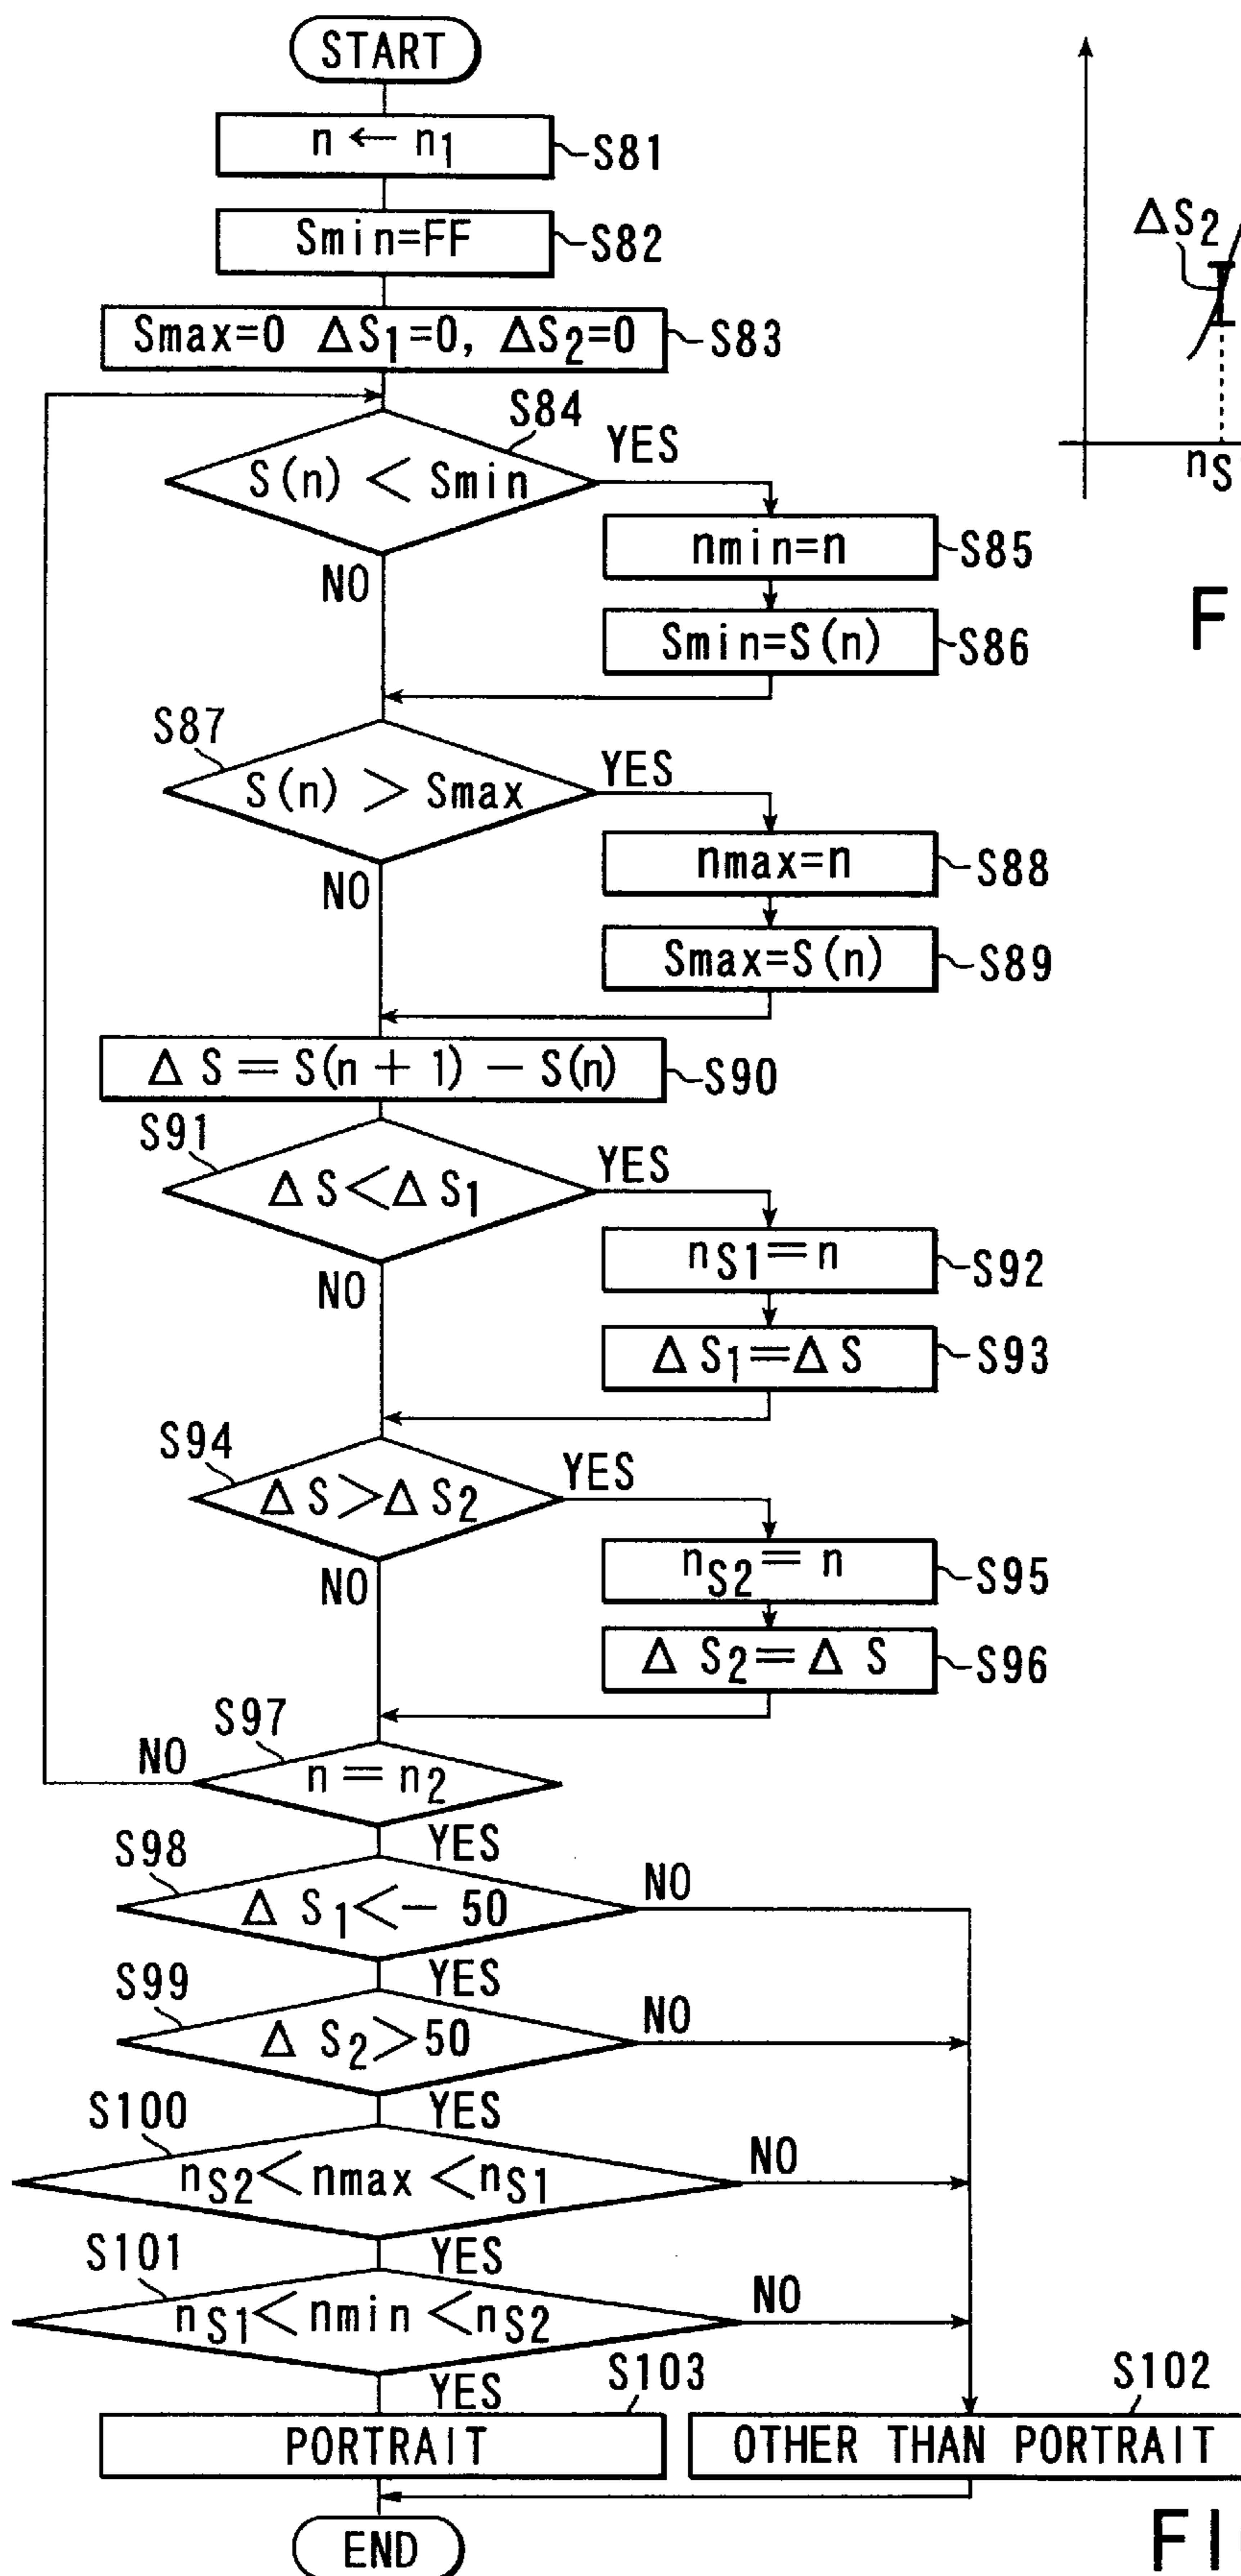 START
n ← n1
S81
Smin=FF
S82
Smax=0 ΔS1=0, ΔS2=0
S83
S84
S(n) < Smin
YES
NO
nmin=n
S85
Smin=S(n)
S86
S87
S(n) > Smax
YES
NO
nmax=n
S88
Smax=S(n)
S89
ΔS = S(n + 1) − S(n)
S90
S91
ΔS<ΔS1
YES
NO
nS1=n
S92
ΔS1=ΔS
S93
S94
ΔS>ΔS2
YES
NO
nS2= n
S95
ΔS2=ΔS
S96
S97
n = n2
NO
YES
S98
ΔS1<− 50
NO
YES
S99
ΔS2>50
NO
YES
S100
nS2<nmax<nS1
NO
YES
S101
nS1<nmin<nS2
NO
YES
S103
PORTRAIT
S102
OTHER THAN PORTRAIT
END
ΔS2
nS
F
FI